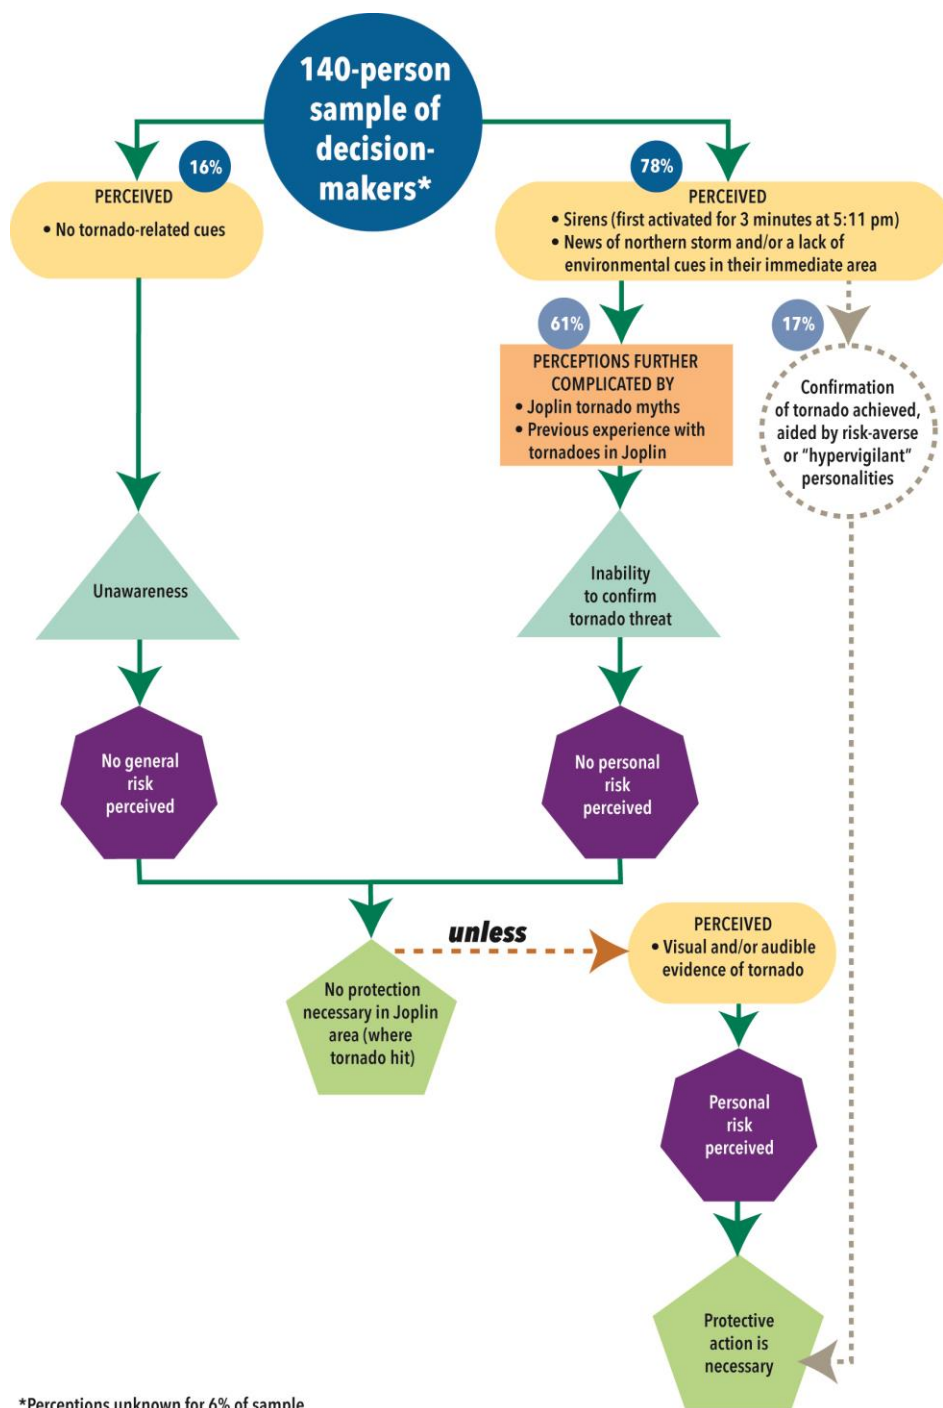 140-person
sample of
decision-
makers*
16%
PERCEIVED
• No tornado-related cues
78%
PERCEIVED
• Sirens (first activated for 3 minutes at 5:11 pm)
• News of northern storm and/or a lack of
environmental cues in their immediate area
61%
PERCEPTIONS FURTHER
COMPLICATED BY
• Joplin tornado myths
• Previous experience with
tornadoes in Joplin
17%
Confirmation
of tornado achieved,
aided by risk-averse
or “hypervigilant”
personalities
Unawareness
Inability
to confirm
tornado threat
No general
risk
perceived
No personal
risk
perceived
No protection
necessary in Joplin
area (where
tornado hit)
unless
PERCEIVED
• Visual and/or audible
evidence of tornado
Personal
risk
perceived
Protective
action is
necessary
*Perceptions unknown for 6% of sample